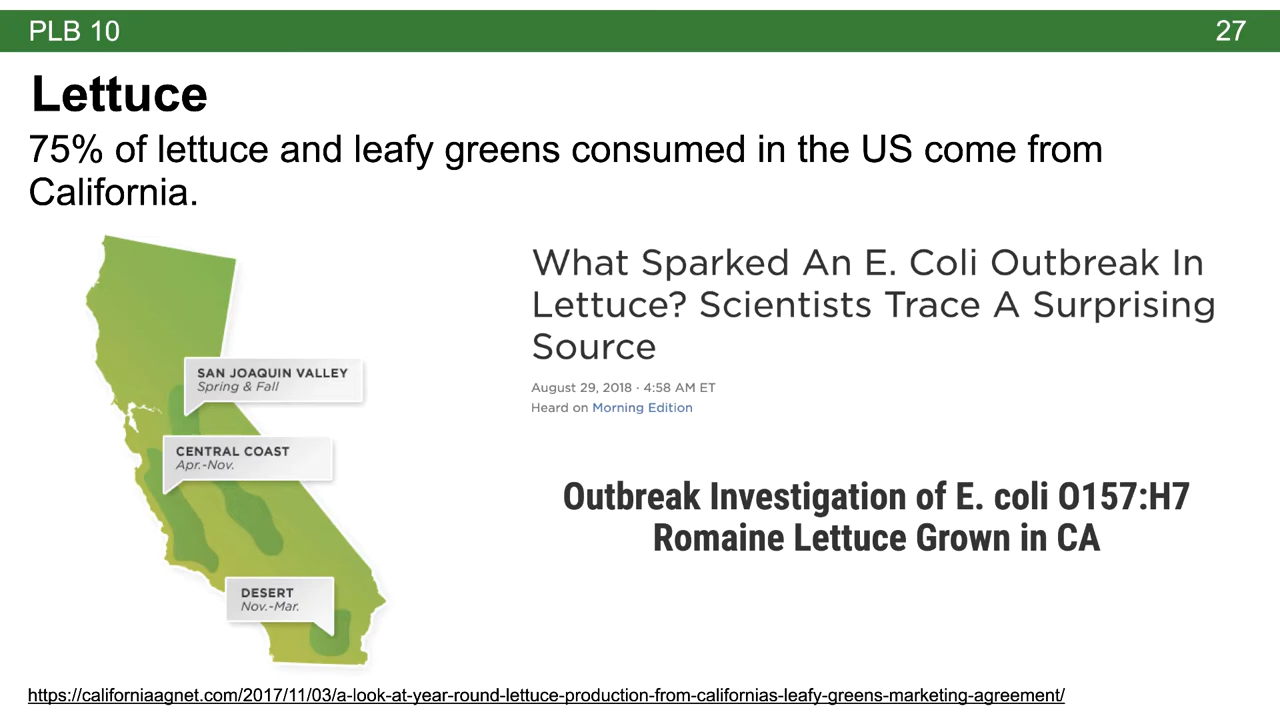 PLB 10
27
Lettuce
75% of lettuce and leafy greens consumed in the US come from
California.
What Sparked An E. Coli Outbreak In
Lettuce? Scientists Trace A Surprising
Source
August 29, 2018 · 4:58 AM ET
Heard on Morning Edition
SAN JOAQUIN VALLEY
Spring & Fall
CENTRAL COAST
Apr.-Nov.
DESERT
Nov.-Mar.
Outbreak Investigation of E. coli O157:H7
Romaine Lettuce Grown in CA
https://californiaagnet.com/2017/11/03/a-look-at-year-round-lettuce-production-from-californias-leafy-greens-marketing-agreement/